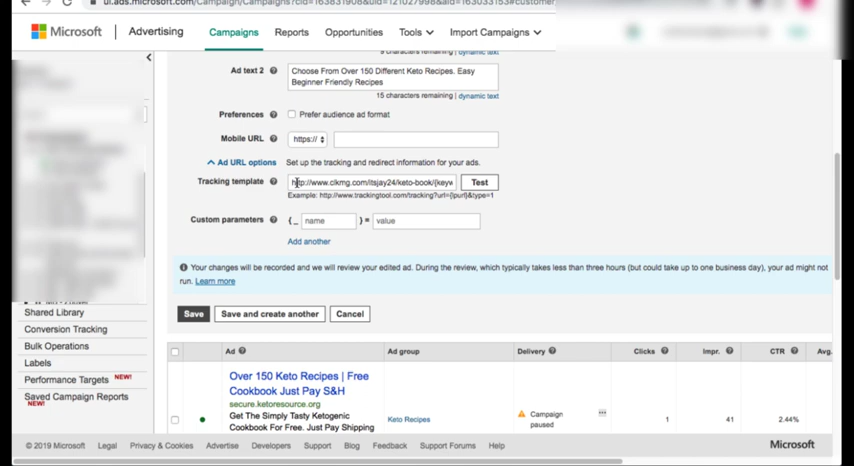 Microsoft Advertising Campaigns Reports Opportunities Tools Import Campaigns
characters remaining | dynamic text
Ad text 2 Choose From Over 150 Different Keto Recipes. Easy
Beginner Friendly Recipes
15 characters remaining | dynamic text
Preferences Prefer audience ad format
Mobile URL https://
Ad URL options Set up the tracking and redirect information for your ads.
Tracking template http://www.clkmg.com/itsjay24/keto-book/{keyw Test
Example: http://www.trackingtool.com/tracking?url={lpurl}&type=1
Custom parameters {_ name } = value
Add another
Your changes will be recorded and we will review your edited ad. During the review, which typically takes less than three hours (but could take up to one business day), your ad might not
run. Learn more
Shared Library
Save Save and create another Cancel
Conversion Tracking
Bulk Operations
Labels
Performance Targets NEW!
Saved Campaign Reports
NEW!
Ad Ad group Delivery Clicks Impr. CTR Avg.
Over 150 Keto Recipes | Free
Cookbook Just Pay S&H
secure.ketoresource.org
Get The Simply Tasty Ketogenic
Cookbook For Free. Just Pay Shipping
Keto Recipes
Campaign
paused
1 41 2.44%
© 2019 Microsoft Legal Privacy & Cookies Advertise Developers Support Blog Feedback Support Forums Help Microsoft